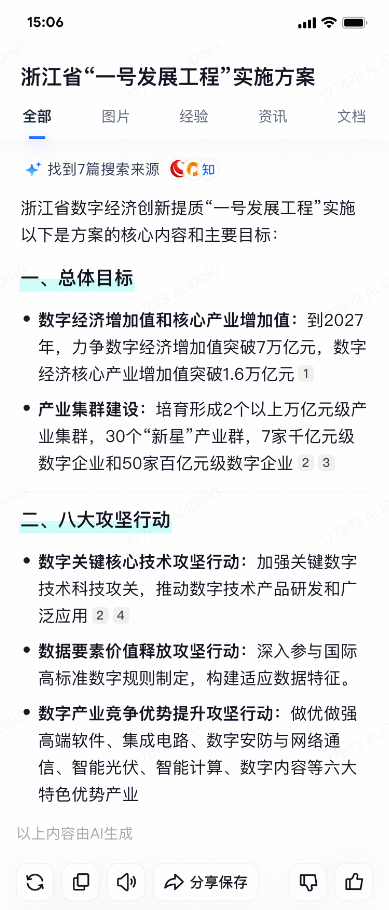 15:06
浙江省“一号发展工程”实施方案
全部 图片 经验 资讯 文档
找到7篇搜索来源 知
浙江省数字经济创新提质“一号发展工程”实施
以下是方案的核心内容和主要目标：
一、总体目标
• 数字经济增加值和核心产业增加值：到2027
年，力争数字经济增加值突破7万亿元，数字
经济核心产业增加值突破1.6万亿元 1
• 产业集群建设：培育形成2个以上万亿元级产
业集群，30个“新星”产业群，7家千亿元级
数字企业和50家百亿元级数字企业 2 3
二、八大攻坚行动
• 数字关键核心技术攻坚行动：加强关键数字
技术科技攻关，推动数字技术产品研发和广
泛应用 2 4
• 数据要素价值释放攻坚行动：深入参与国际
高标准数字规则制定，构建适应数据特征。
• 数字产业竞争优势提升攻坚行动：做优做强
高端软件、集成电路、数字安防与网络通
信、智能光伏、智能计算、数字内容等六大
特色优势产业
以上内容由AI生成
分享保存